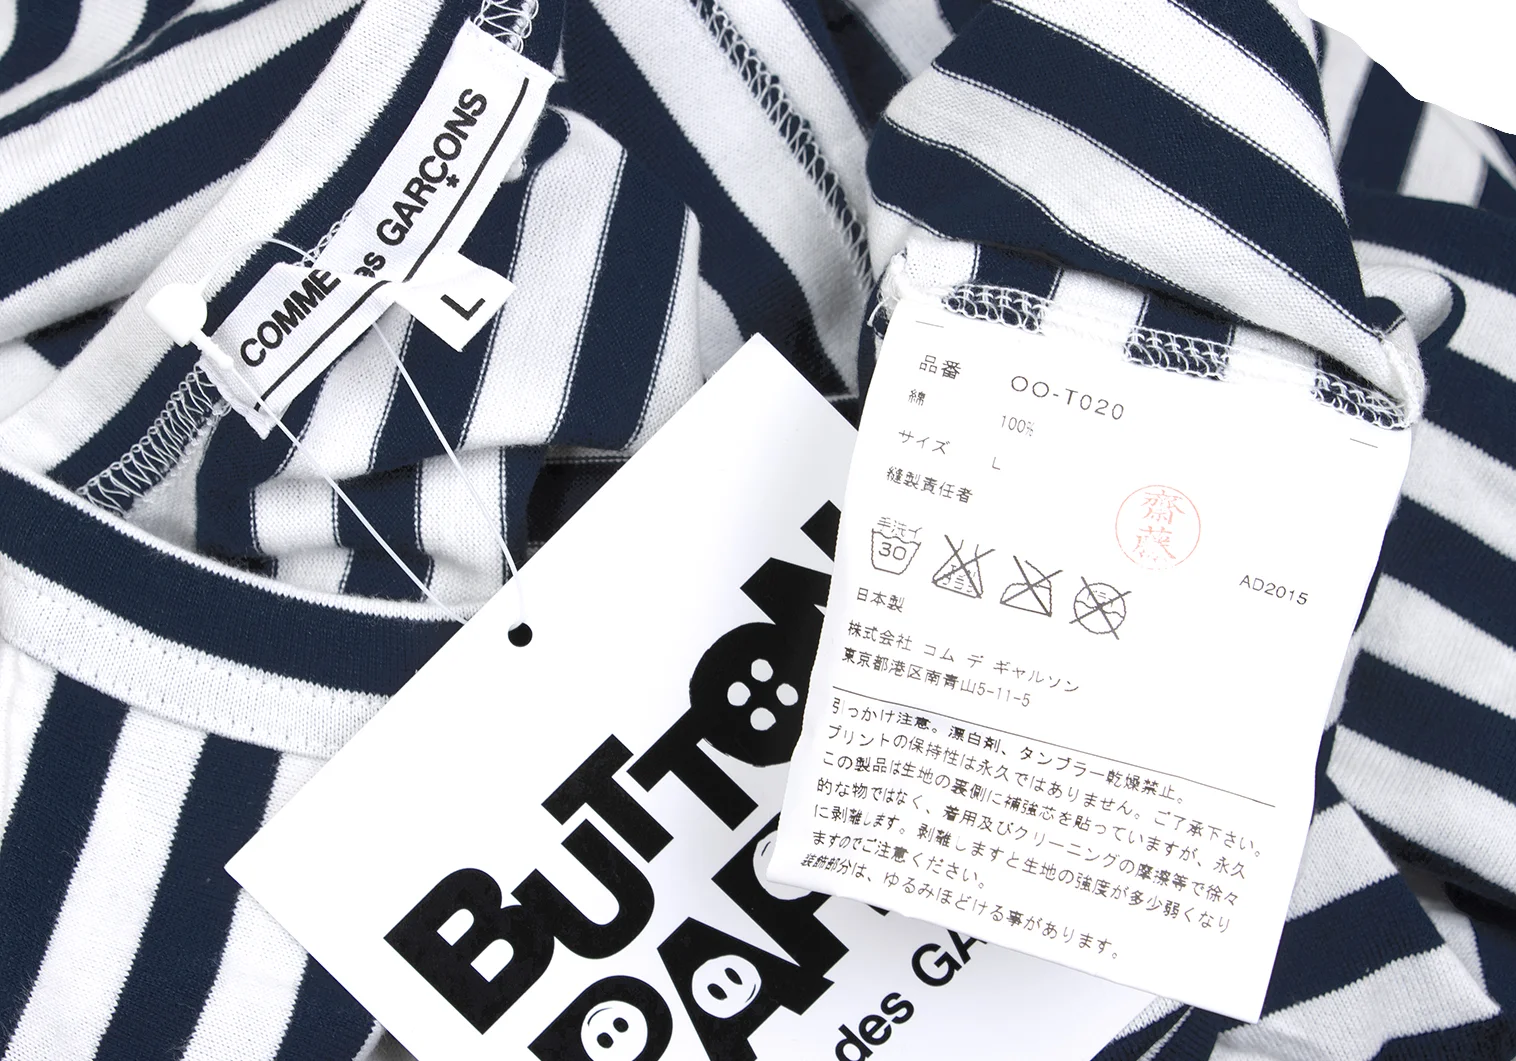 COMME des GARÇONS
L
品番 OO-T020
綿 100%
サイズ L
縫製責任者
齋藤
手洗イ
30
AD2015
日本製
株式会社 コム デ ギャルソン
東京都港区南青山5-11-5
引っかけ注意。漂白剤、タンブラー乾燥禁止。
プリントの保持性は永久ではありません。ご了承下さい。
この製品は生地の裏側に補強芯を貼っていますが、永久
的な物ではなく、着用及びクリーニングの摩擦等で徐々
に剥離します。剥離しますと生地の強度が多少弱くなり
ますのでご注意ください。
装飾部分は、ゆるみほどける事があります。
BUTTON
des GA